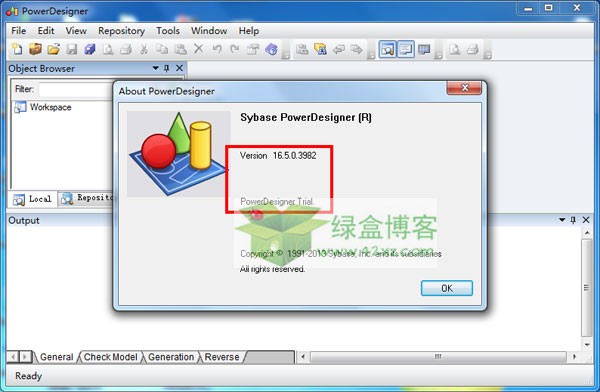 PowerDesigner
File Edit View Repository Tools Window Help
Object Browser
Filter:
Workspace
Local Reposito
About PowerDesigner
Sybase PowerDesigner (R)
Version 16.5.0.3982
PowerDesigner Trial.
绿盒博客
www.42xz.com
Copyright © 1991-2013 Sybase, Inc. and its subsidiaries
All rights reserved.
OK
Output
General Check Model Generation Reverse
Ready